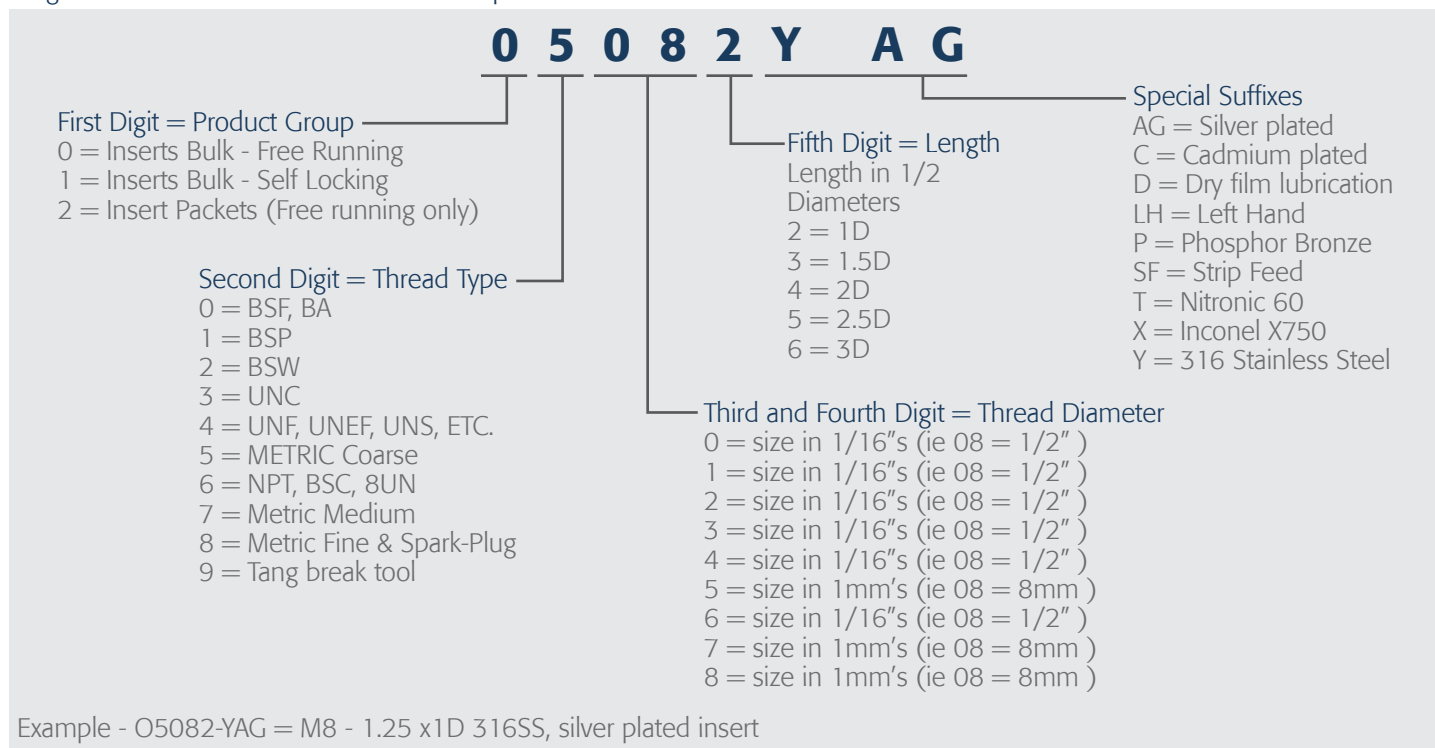 0 5 0 8 2 Y A G
First Digit = Product Group
0 = Inserts Bulk - Free Running
1 = Inserts Bulk - Self Locking
2 = Insert Packets (Free running only)
Second Digit = Thread Type
0 = BSF, BA
1 = BSP
2 = BSW
3 = UNC
4 = UNF, UNEF, UNS, ETC.
5 = METRIC Coarse
6 = NPT, BSC, 8UN
7 = Metric Medium
8 = Metric Fine & Spark-Plug
9 = Tang break tool
Fifth Digit = Length
Length in 1/2
Diameters
2 = 1D
3 = 1.5D
4 = 2D
5 = 2.5D
6 = 3D
Special Suffixes
AG = Silver plated
C = Cadmium plated
D = Dry film lubrication
LH = Left Hand
P = Phosphor Bronze
SF = Strip Feed
T = Nitronic 60
X = Inconel X750
Y = 316 Stainless Steel
Third and Fourth Digit = Thread Diameter
0 = size in 1/16"s (ie 08 = 1/2" )
1 = size in 1/16"s (ie 08 = 1/2" )
2 = size in 1/16"s (ie 08 = 1/2" )
3 = size in 1/16"s (ie 08 = 1/2" )
4 = size in 1/16"s (ie 08 = 1/2" )
5 = size in 1mm's (ie 08 = 8mm )
6 = size in 1/16"s (ie 08 = 1/2" )
7 = size in 1mm's (ie 08 = 8mm )
8 = size in 1mm's (ie 08 = 8mm )
Example - O5082-YAG = M8 - 1.25 x1D 316SS, silver plated insert